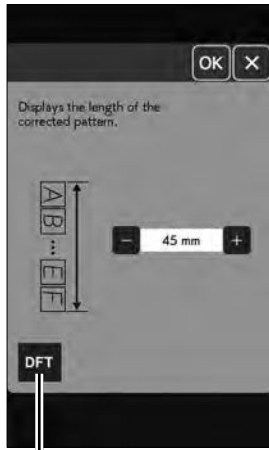 OK ×
Displays the length of the
corrected pattern.
A
B
...
E
F
− 45 mm +
DFT